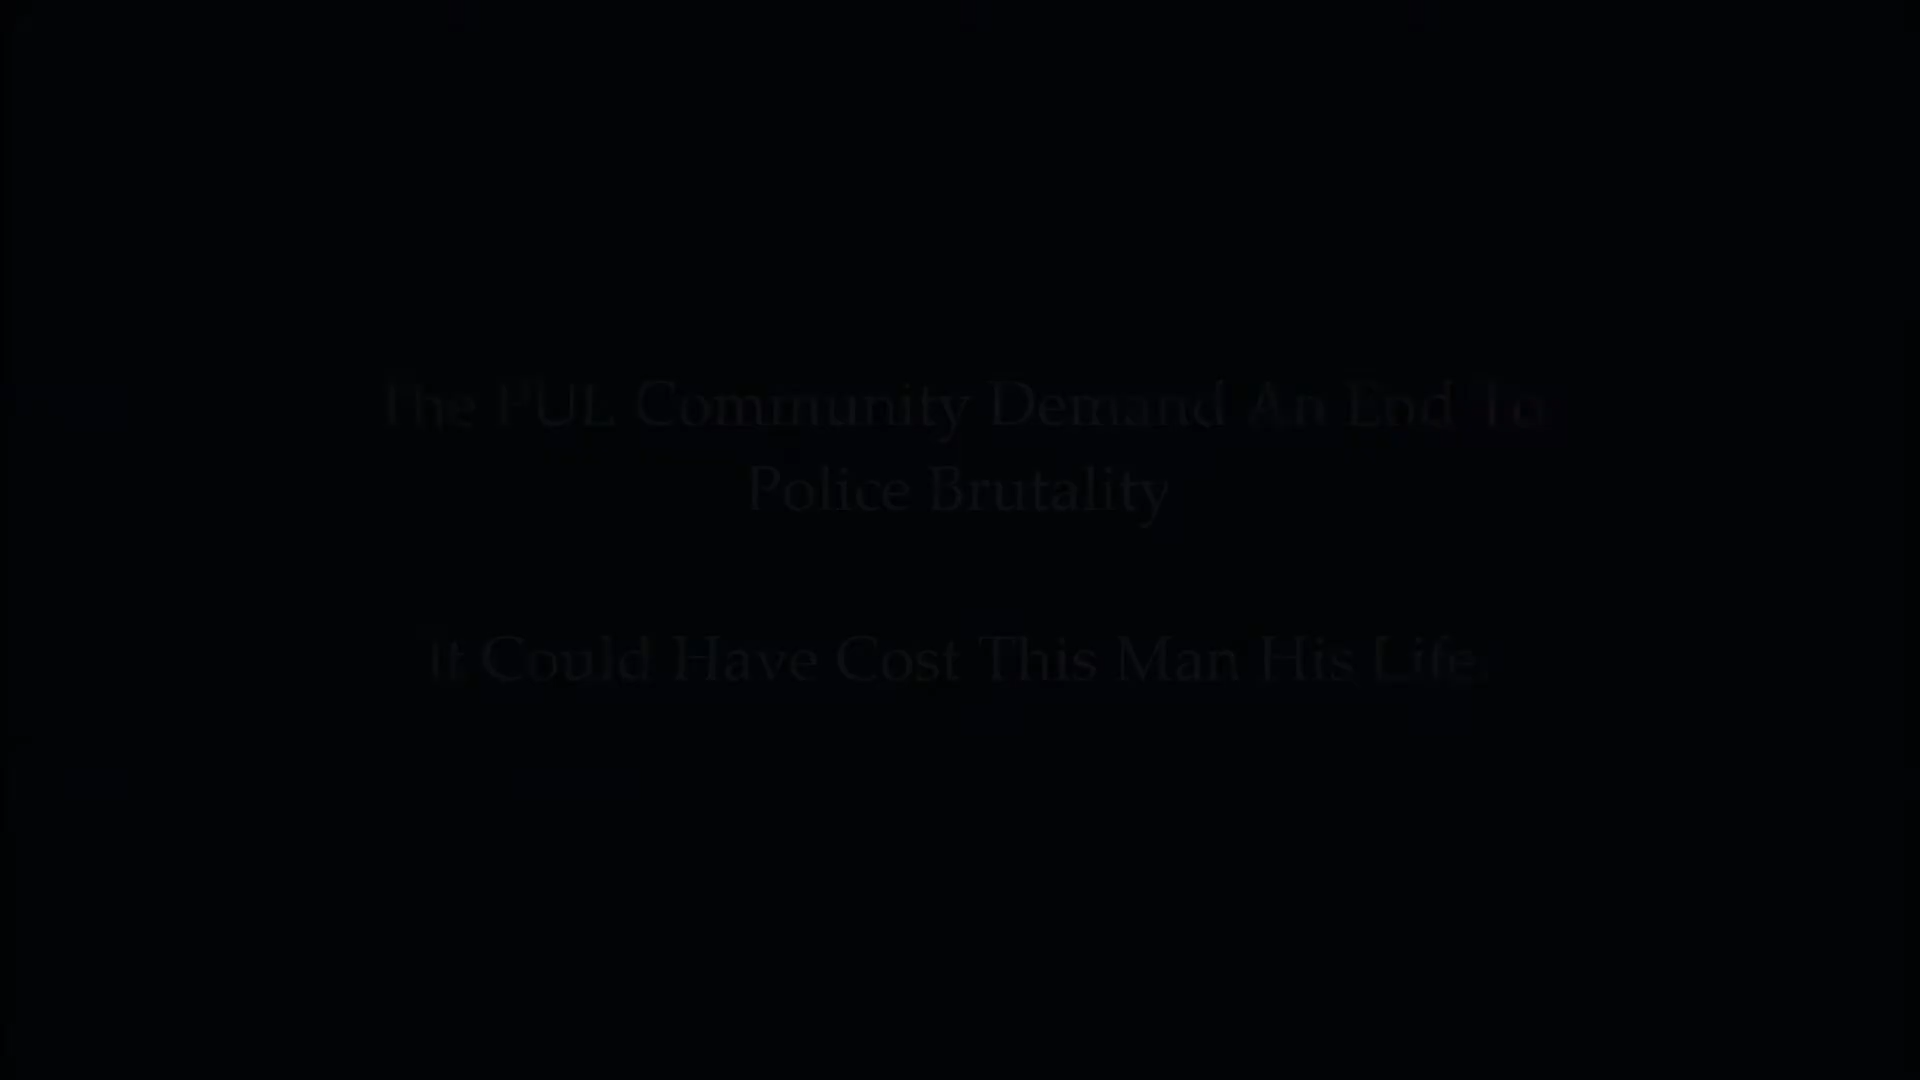 The PUL Community Demand An End To
Police Brutality
It Could Have Cost This Man His Life.